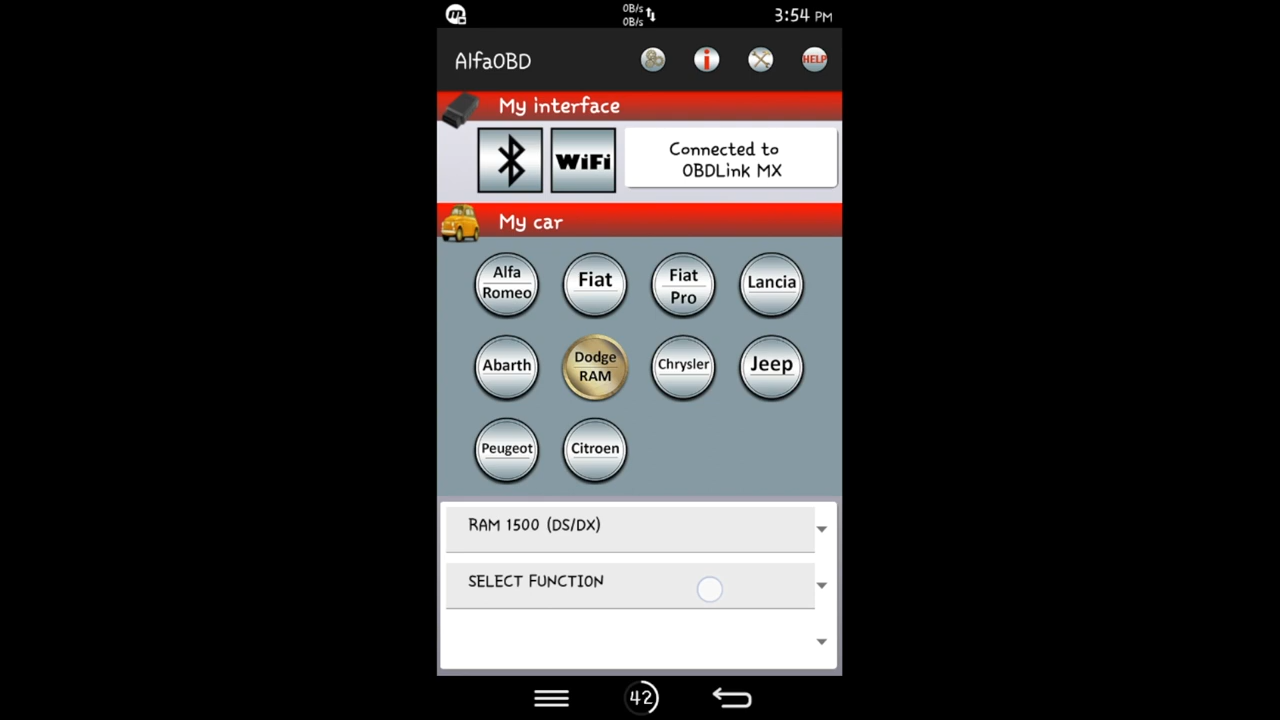 0B/s
0B/s
3:54 PM
AlfaOBD
i
HELP
My interface
WiFi
Connected to
OBDLink MX
My car
Alfa
Romeo
Fiat
Fiat
Pro
Lancia
Abarth
Dodge
RAM
Chrysler
Jeep
Peugeot
Citroen
RAM 1500 (DS/DX)
SELECT FUNCTION
42